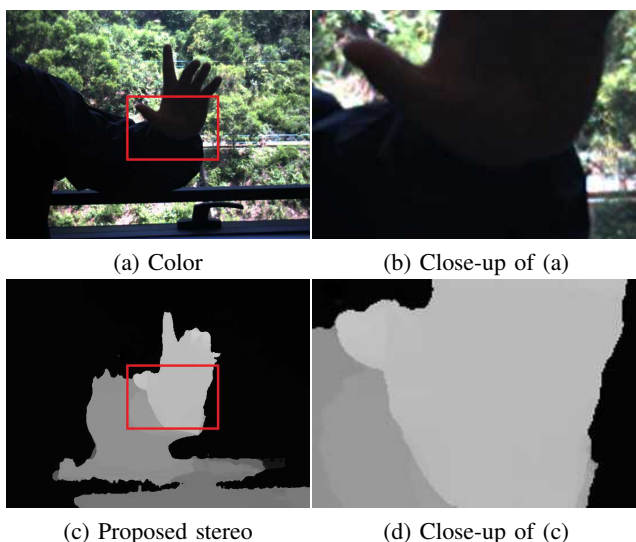 (a) Color
(b) Close-up of (a)
(c) Proposed stereo
(d) Close-up of (c)